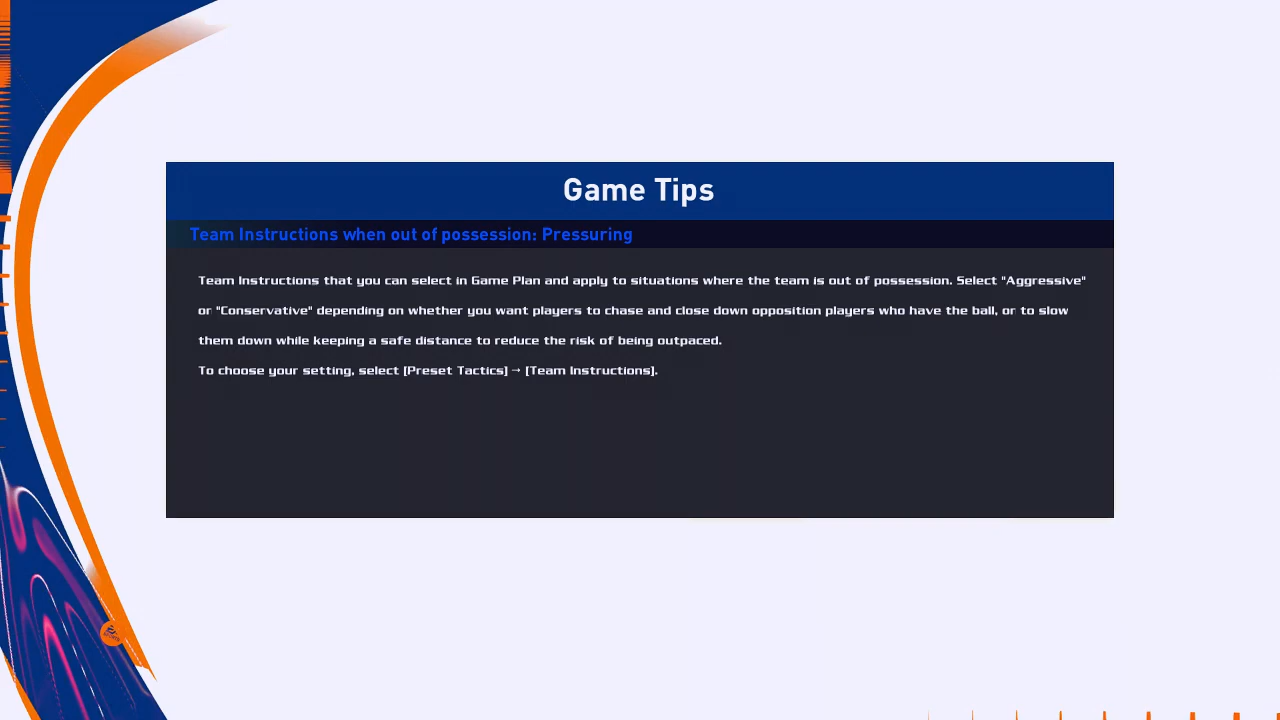 Game Tips
Team Instructions when out of possession: Pressuring
Team Instructions that you can select in Game Plan and apply to situations where the team is out of possession. Select "Aggressive"
or "Conservative" depending on whether you want players to chase and close down opposition players who have the ball, or to slow
them down while keeping a safe distance to reduce the risk of being outpaced.
To choose your setting, select [Preset Tactics] → [Team Instructions].